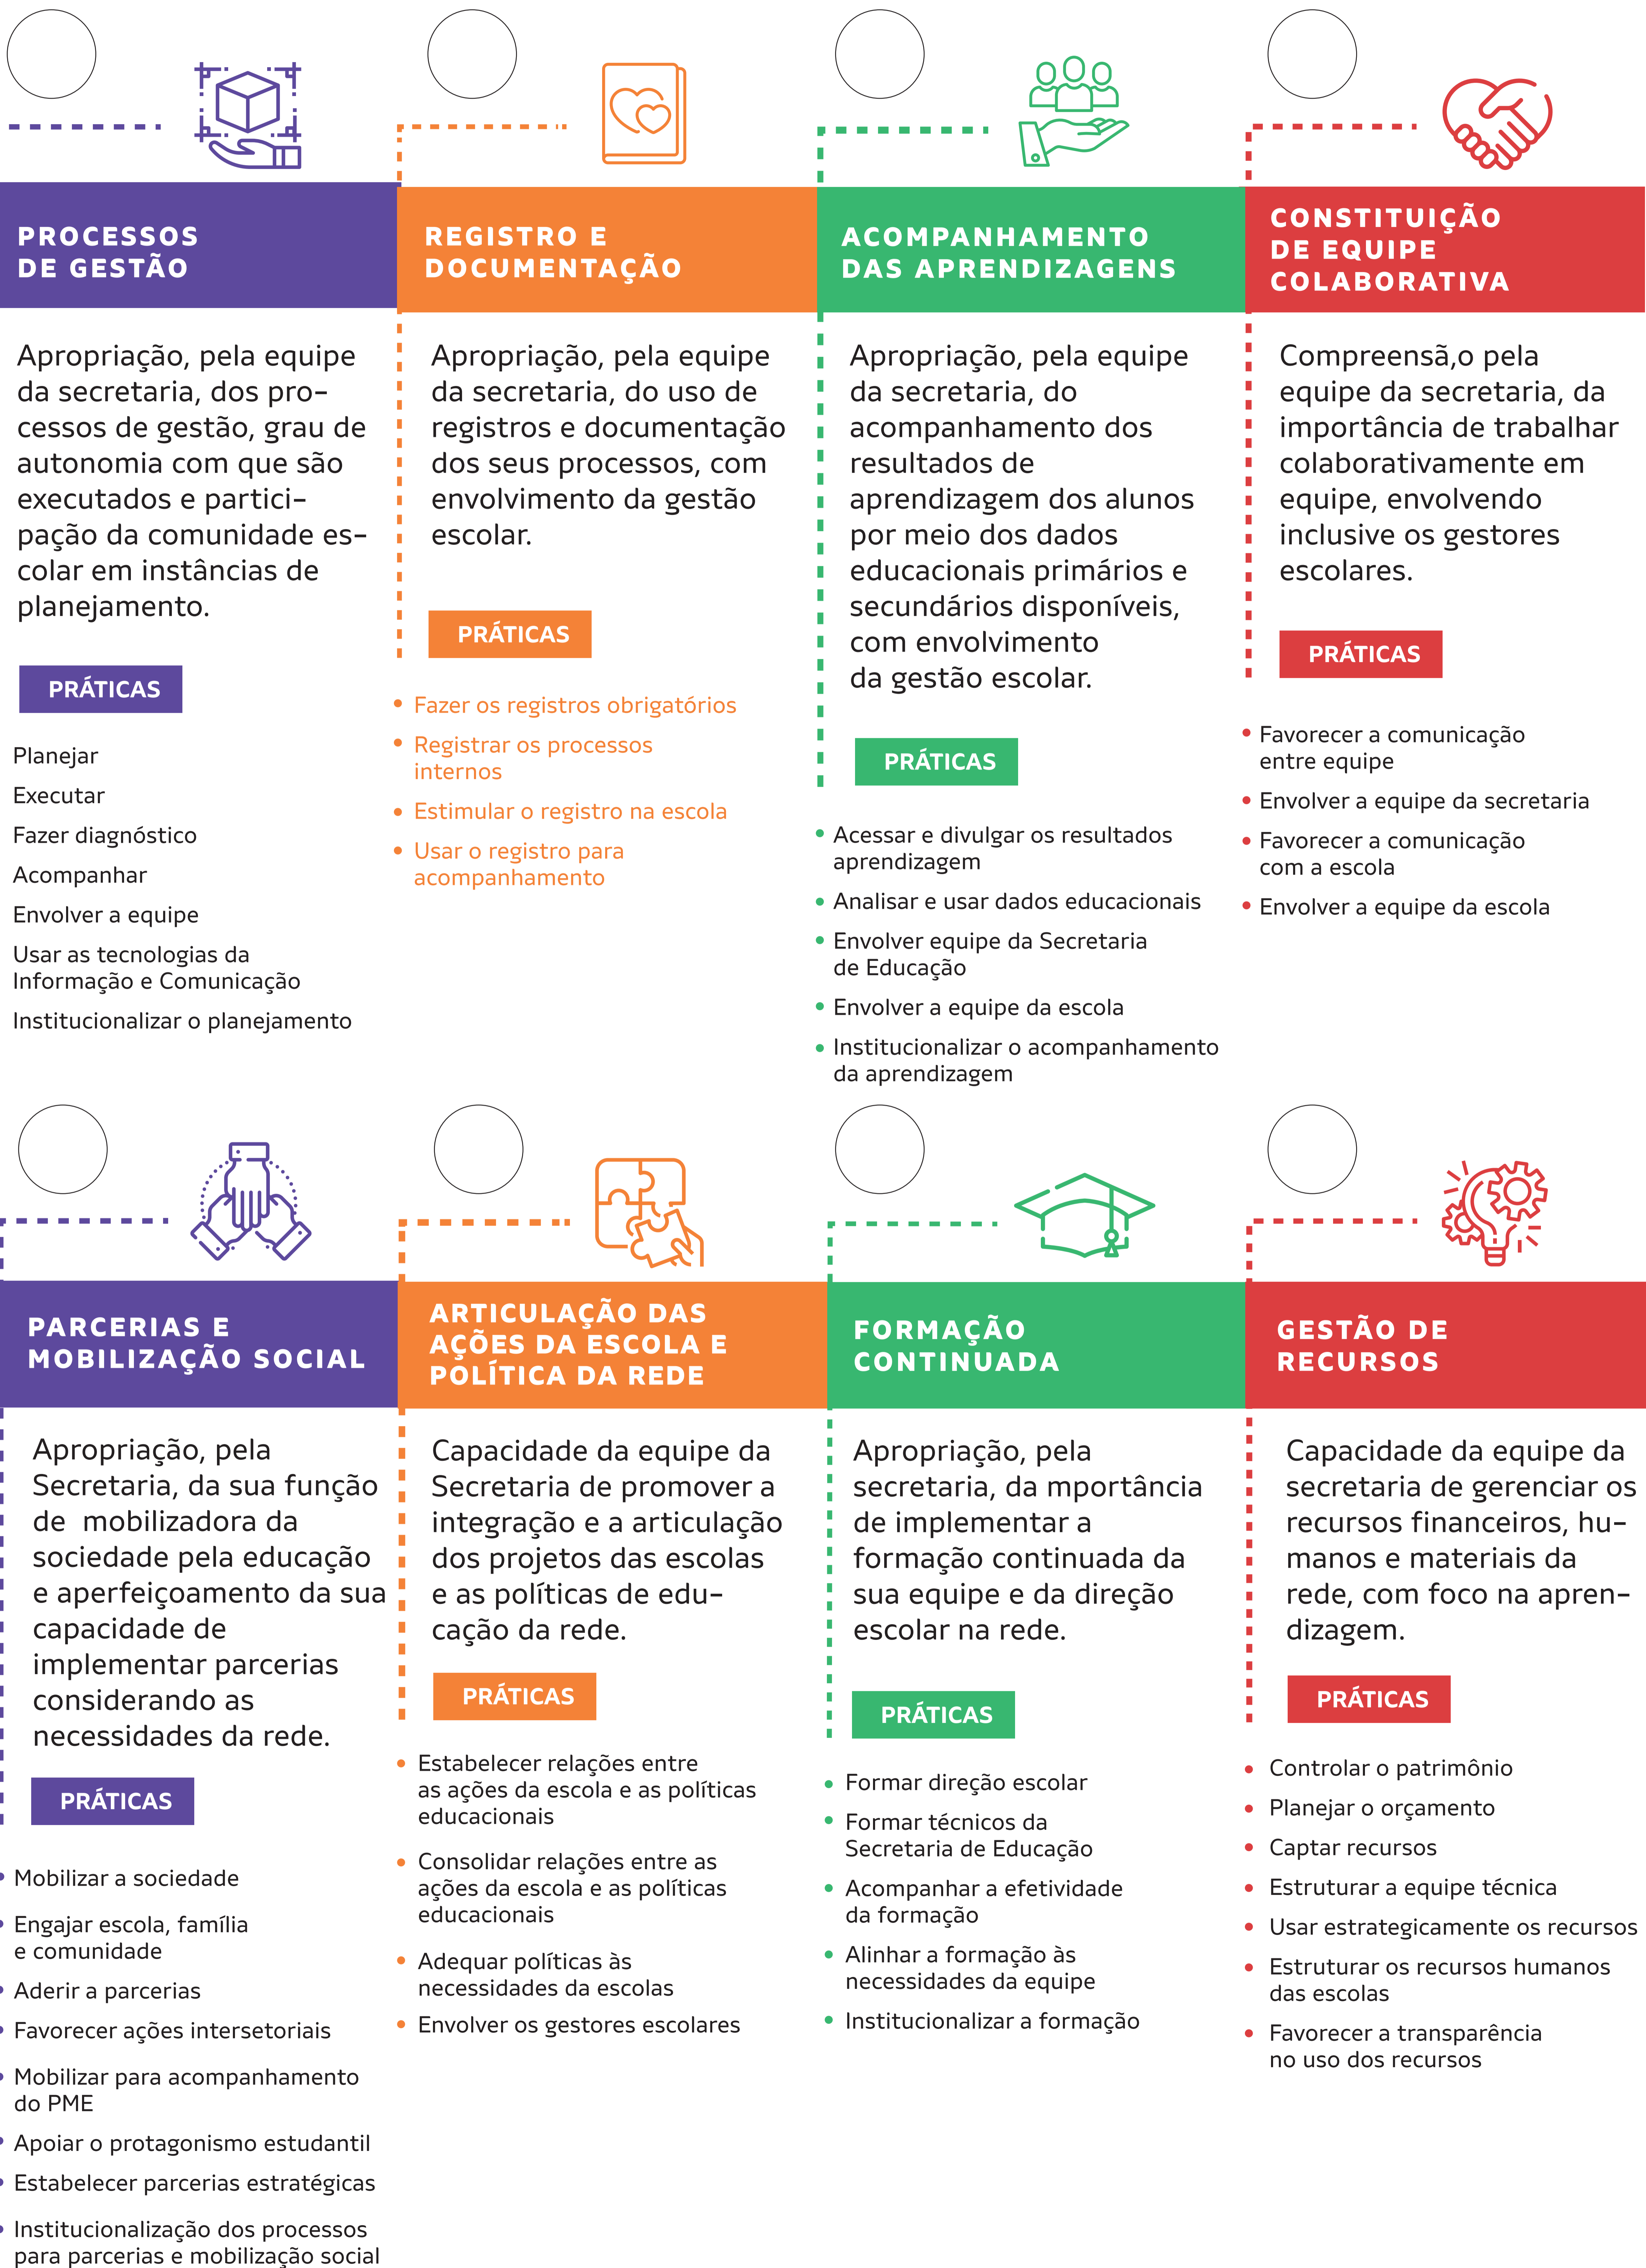 PROCESSOS
DE GESTÃO
Apropriação, pela equipe
da secretaria, dos pro-
cessos de gestão, grau de
autonomia com que são
executados e partici-
pação da comunidade es-
colar em instâncias de
planejamento.
PRÁTICAS
Planejar
Executar
Fazer diagnóstico
Acompanhar
Envolver a equipe
Usar as tecnologias da
Informação e Comunicação
Institucionalizar o planejamento
REGISTRO E
DOCUMENTAÇÃO
Apropriação, pela equipe
da secretaria, do uso de
registros e documentação
dos seus processos, com
envolvimento da gestão
escolar.
PRÁTICAS
• Fazer os registros obrigatórios
• Registrar os processos
internos
• Estimular o registro na escola
• Usar o registro para
acompanhamento
ACOMPANHAMENTO
DAS APRENDIZAGENS
Apropriação, pela equipe
da secretaria, do
acompanhamento dos
resultados de
aprendizagem dos alunos
por meio dos dados
educacionais primários e
secundários disponíveis,
com envolvimento
da gestão escolar.
PRÁTICAS
• Acessar e divulgar os resultados
aprendizagem
• Analisar e usar dados educacionais
• Envolver equipe da Secretaria
de Educação
• Envolver a equipe da escola
• Institucionalizar o acompanhamento
da aprendizagem
CONSTITUIÇÃO
DE EQUIPE
COLABORATIVA
Compreensã,o pela
equipe da secretaria, da
importância de trabalhar
colaborativamente em
equipe, envolvendo
inclusive os gestores
escolares.
PRÁTICAS
• Favorecer a comunicação
entre equipe
• Envolver a equipe da secretaria
• Favorecer a comunicação
com a escola
• Envolver a equipe da escola
PARCERIAS E
MOBILIZAÇÃO SOCIAL
Apropriação, pela
Secretaria, da sua função
de  mobilizadora da
sociedade pela educação
e aperfeiçoamento da sua
capacidade de
implementar parcerias
considerando as
necessidades da rede.
PRÁTICAS
• Mobilizar a sociedade
• Engajar escola, família
e comunidade
• Aderir a parcerias
• Favorecer ações intersetoriais
• Mobilizar para acompanhamento
do PME
• Apoiar o protagonismo estudantil
• Estabelecer parcerias estratégicas
• Institucionalização dos processos
para parcerias e mobilização social
ARTICULAÇÃO DAS
AÇÕES DA ESCOLA E
POLÍTICA DA REDE
Capacidade da equipe da
Secretaria de promover a
integração e a articulação
dos projetos das escolas
e as políticas de edu-
cação da rede.
PRÁTICAS
• Estabelecer relações entre
as ações da escola e as políticas
educacionais
• Consolidar relações entre as
ações da escola e as políticas
educacionais
• Adequar políticas às
necessidades da escolas
• Envolver os gestores escolares
FORMAÇÃO
CONTINUADA
Apropriação, pela
secretaria, da mportância
de implementar a
formação continuada da
sua equipe e da direção
escolar na rede.
PRÁTICAS
• Formar direção escolar
• Formar técnicos da
Secretaria de Educação
• Acompanhar a efetividade
da formação
• Alinhar a formação às
necessidades da equipe
• Institucionalizar a formação
GESTÃO DE
RECURSOS
Capacidade da equipe da
secretaria de gerenciar os
recursos financeiros, hu-
manos e materiais da
rede, com foco na apren-
dizagem.
PRÁTICAS
• Controlar o patrimônio
• Planejar o orçamento
• Captar recursos
• Estruturar a equipe técnica
• Usar estrategicamente os recursos
• Estruturar os recursos humanos
das escolas
• Favorecer a transparência
no uso dos recursos